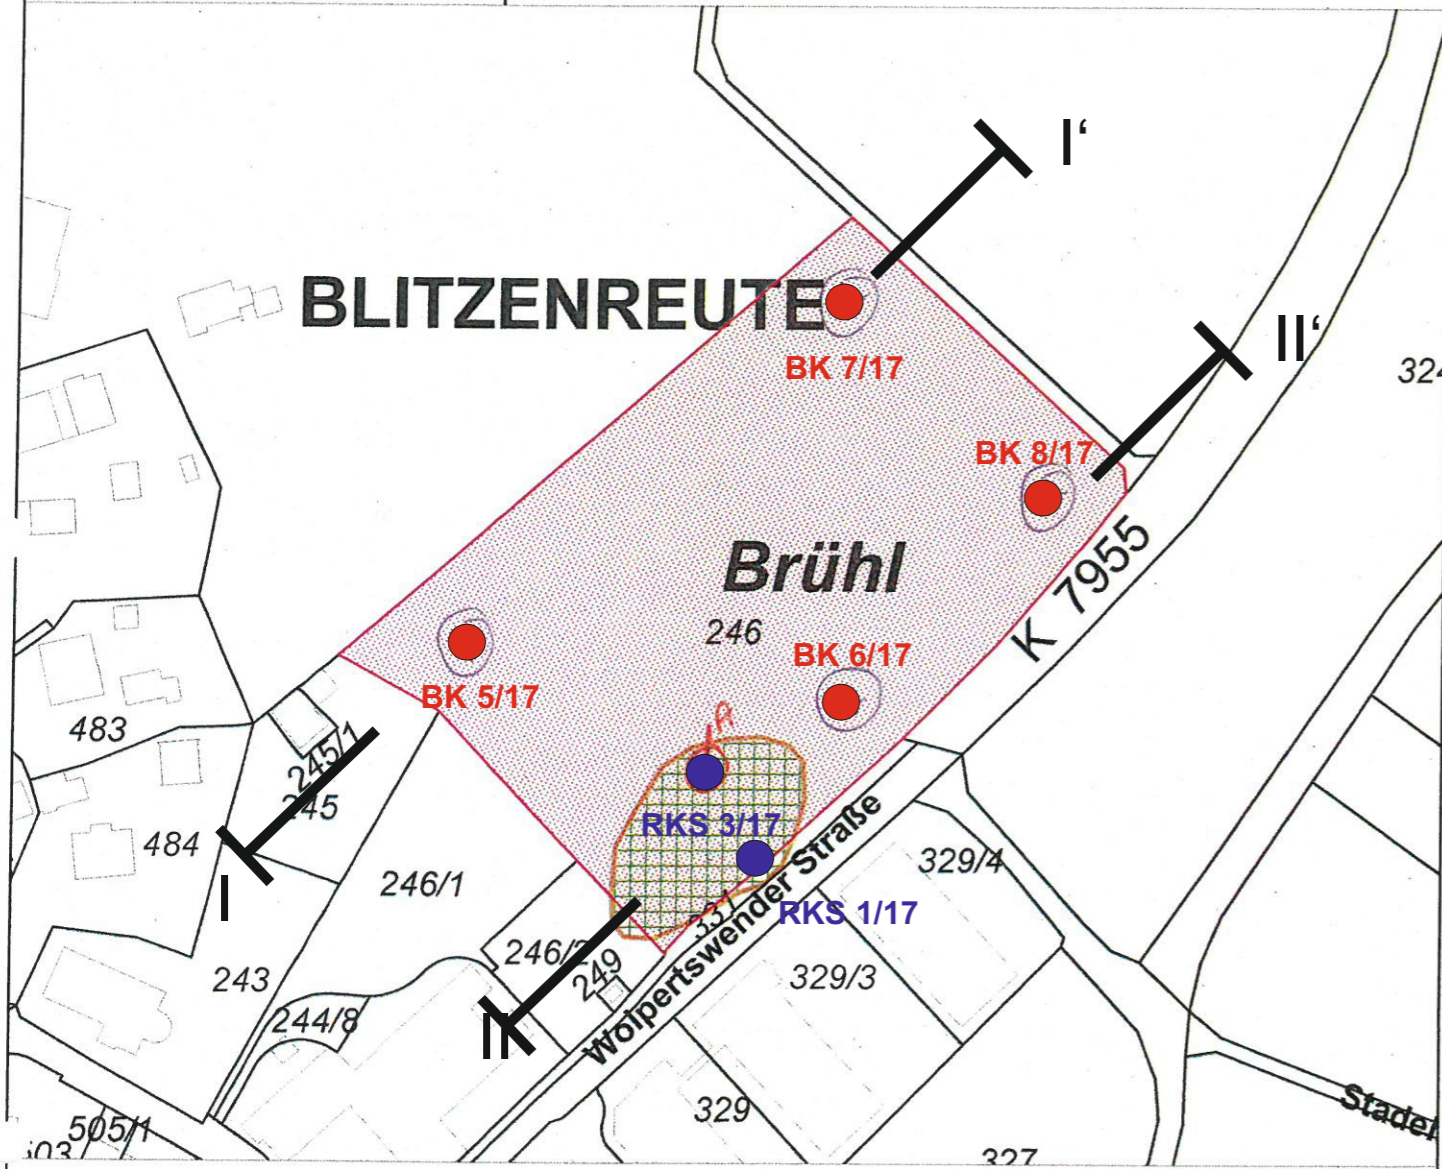 I‘
II‘
BLITZENREUTE
BK 7/17
324
BK 8/17
Brühl
K 7955
246
BK 6/17
BK 5/17
483
245/1
245
A
484
RKS 3/17
329/4
246/1
I
331
RKS 1/17
246/2
249
Wolpertswender Straße
329/3
243
244/8
II
329
505/1
327
Stadel